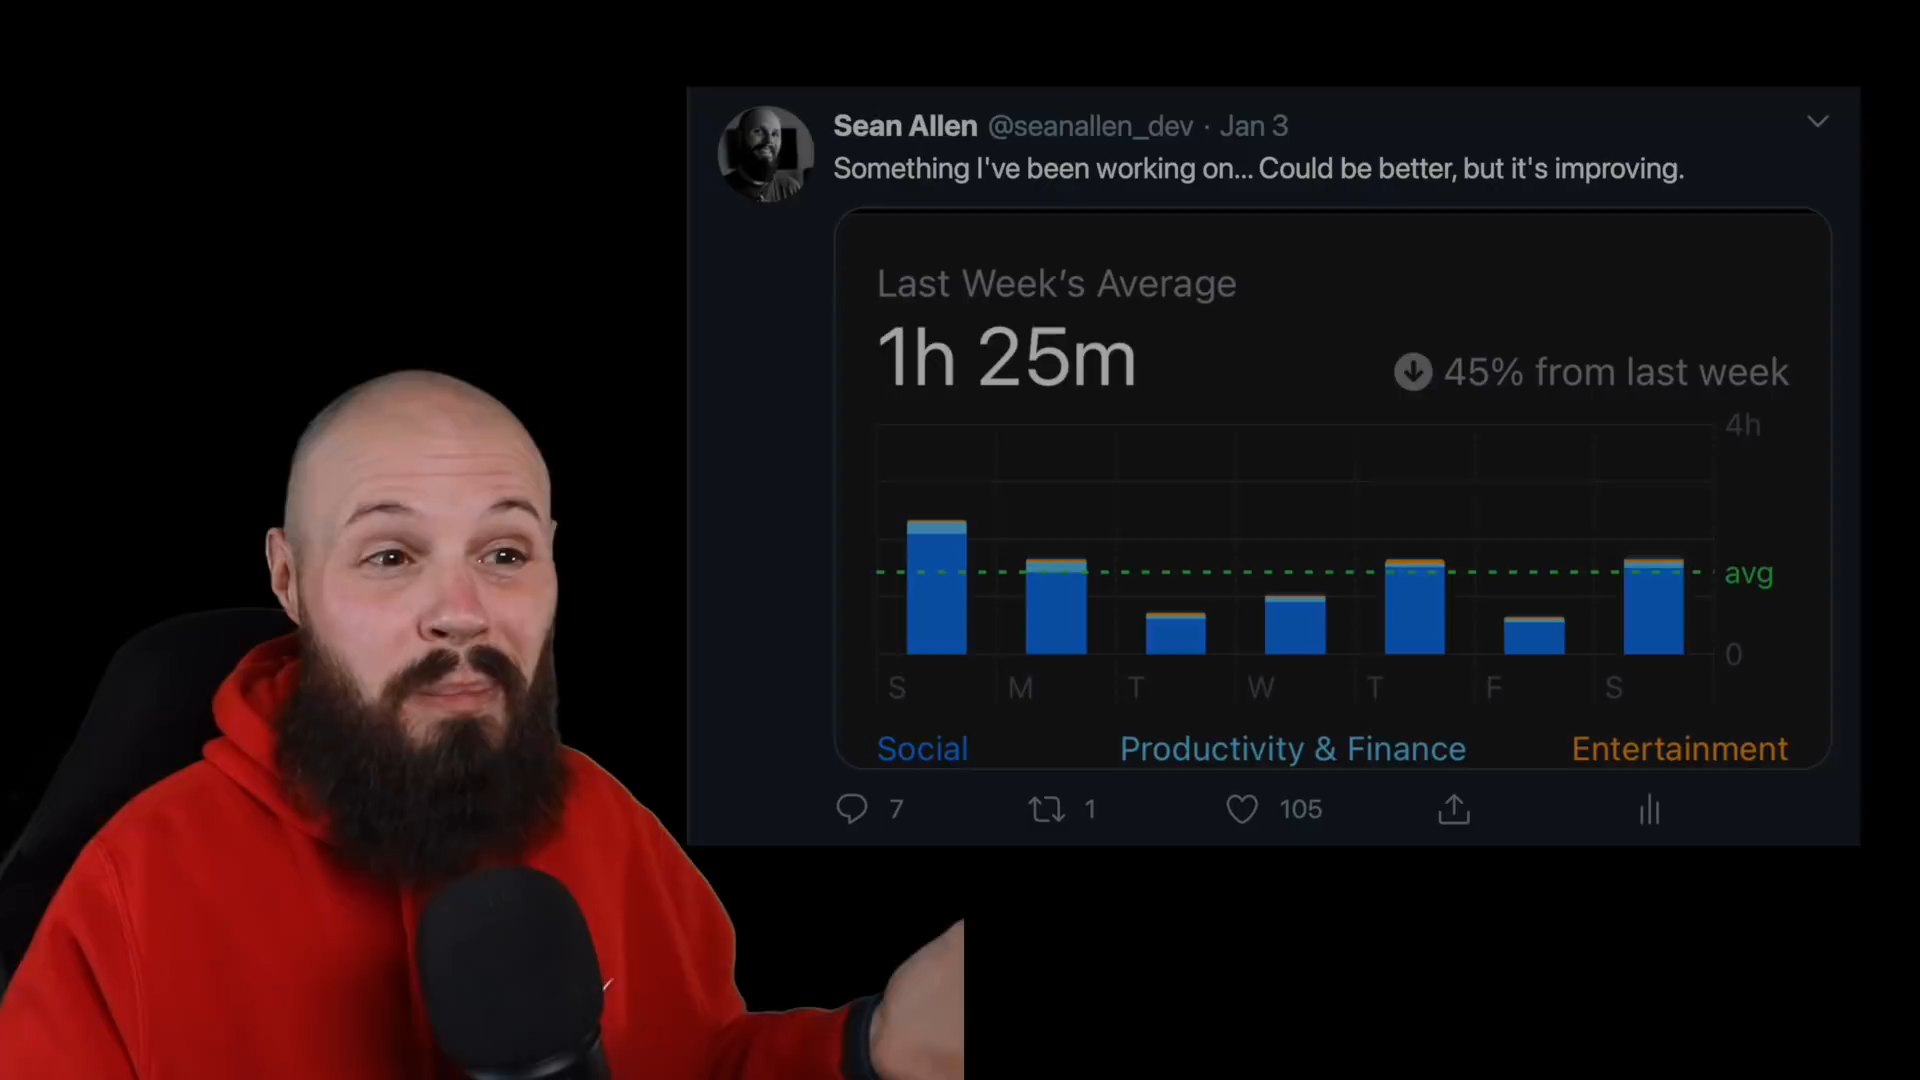 Sean Allen @seanallen_dev · Jan 3
Something I've been working on... Could be better, but it's improving.
Last Week's Average
1h 25m
45% from last week
4h
avg
0
S M T W T F S
Social Productivity & Finance Entertainment
7 1 105